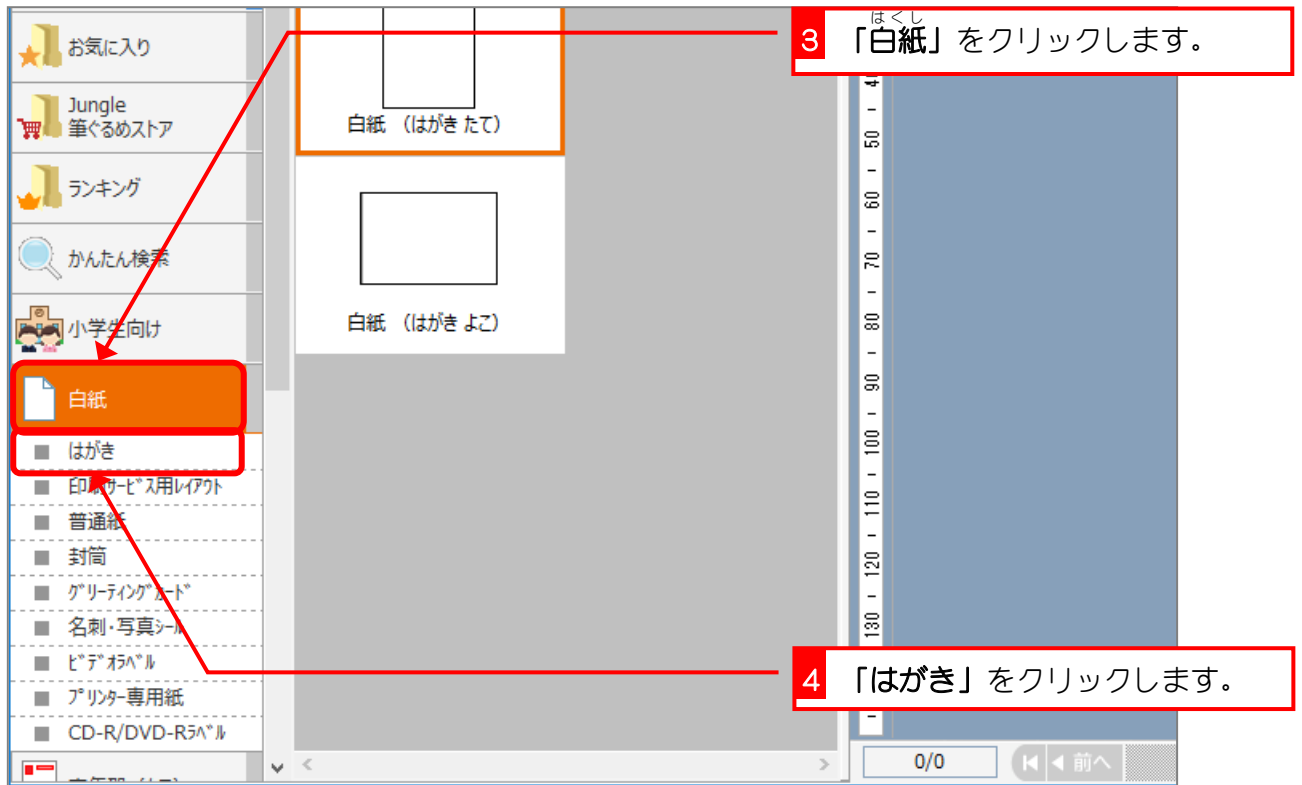 お気に入り
Jungle
筆ぐるめストア
ランキング
かんたん検索
小学生向け
白紙
はがき
印刷ｻｰﾋﾞｽ用ﾚｲｱｳﾄ
普通紙
封筒
ｸﾞﾘｰﾃｨﾝｸﾞｶｰﾄﾞ
名刺･写真ｼｰﾙ
ﾋﾞﾃﾞｵﾗﾍﾞﾙ
ﾌﾟﾘﾝﾀｰ専用紙
CD-R/DVD-Rﾗﾍﾞﾙ
白紙 （はがき たて）
白紙 （はがき よこ）
はくし
3 「白紙」をクリックします。
40
50
60
70
80
90
100
110
120
130
4 「はがき」をクリックします。
0/0
前へ